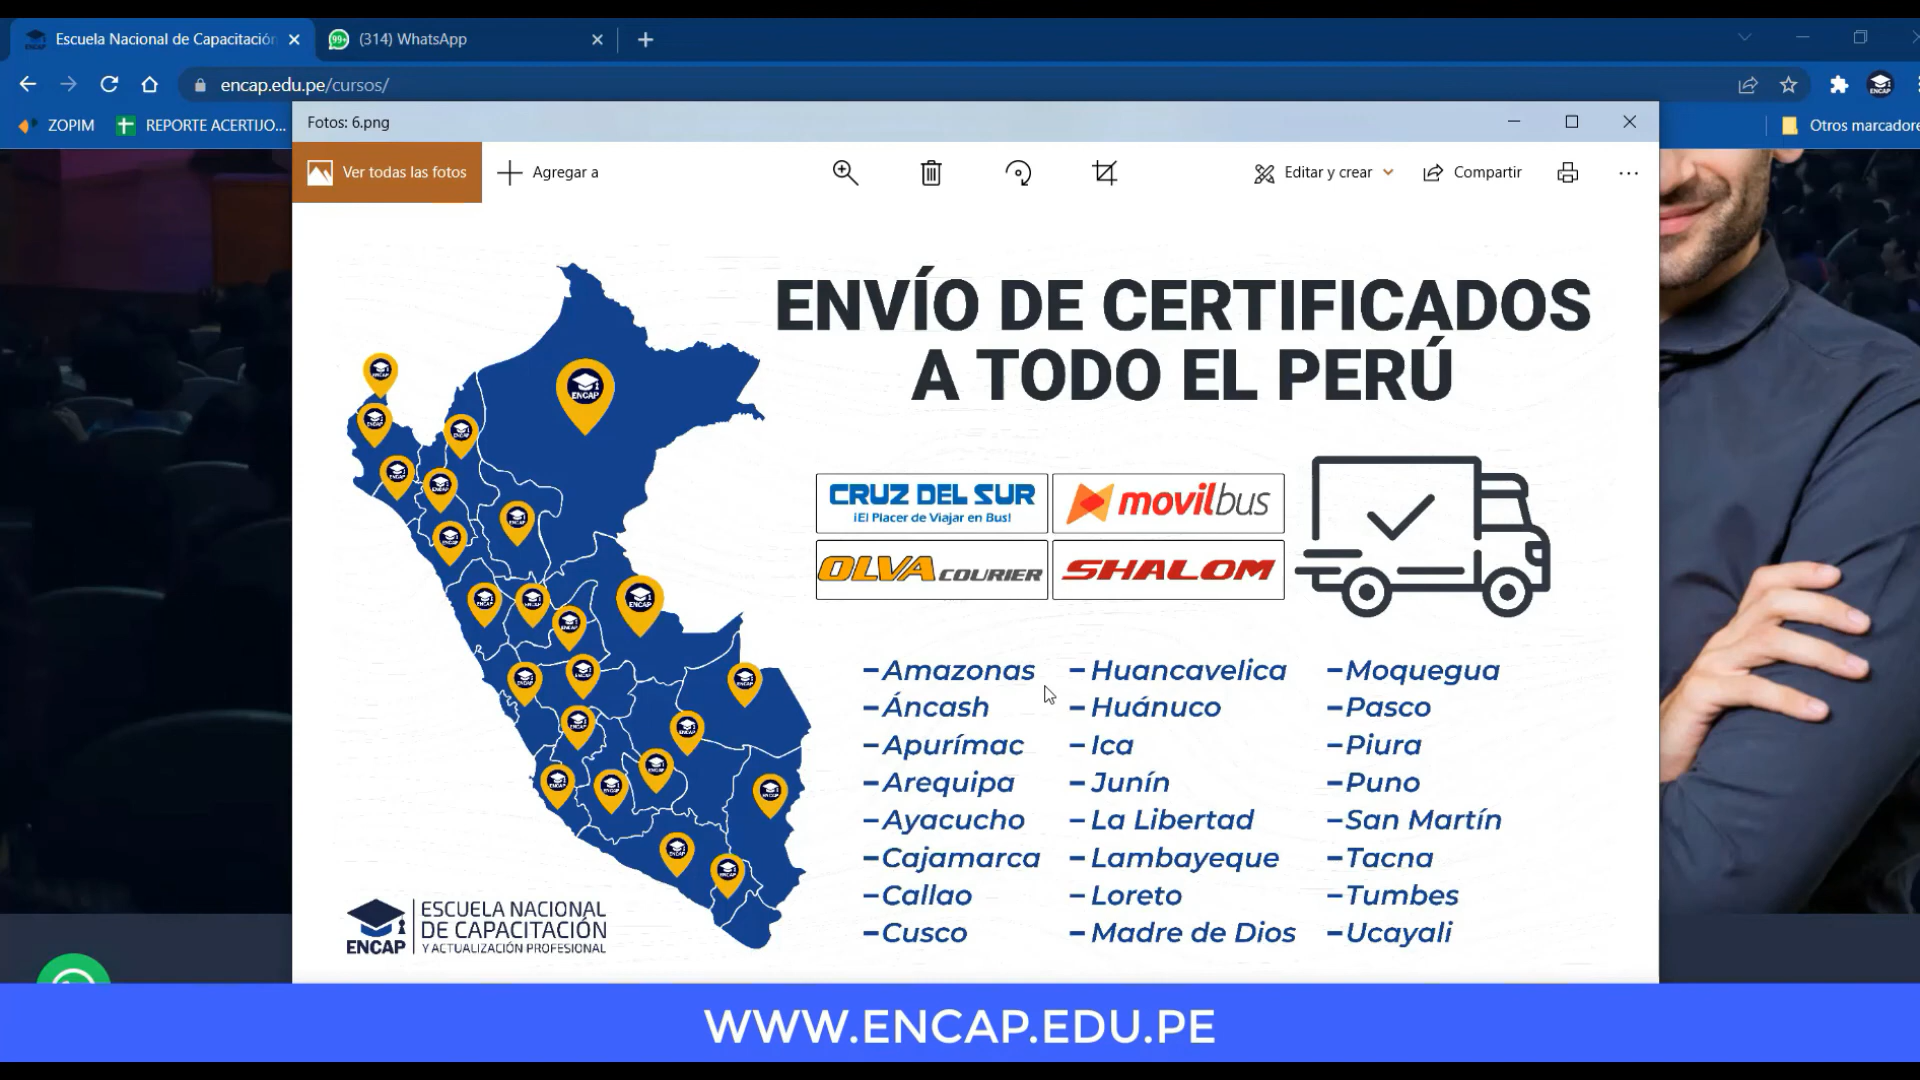 Escuela Nacional de Capacitación
(314) WhatsApp
encap.edu.pe/cursos/
ZOPIM
REPORTE ACERTIJO...
Otros marcadore
Fotos: 6.png
Ver todas las fotos
Agregar a
Editar y crear
Compartir
ENVÍO DE CERTIFICADOS
A TODO EL PERÚ
CRUZ DEL SUR
¡El Placer de Viajar en Bus!
movilbus
OLVA COURIER
SHALOM
–Amazonas
–Áncash
–Apurímac
–Arequipa
–Ayacucho
–Cajamarca
–Callao
–Cusco
–Huancavelica
–Huánuco
–Ica
–Junín
–La Libertad
–Lambayeque
–Loreto
–Madre de Dios
–Moquegua
–Pasco
–Piura
–Puno
–San Martín
–Tacna
–Tumbes
–Ucayali
ENCAP
ENCAP
ENCAP
ESCUELA NACIONAL
DE CAPACITACIÓN
Y ACTUALIZACIÓN PROFESIONAL
WWW.ENCAP.EDU.PE